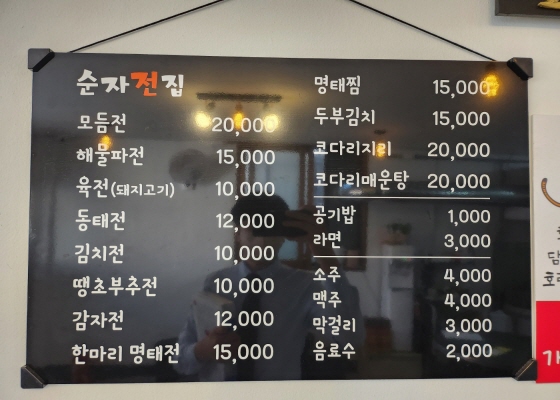 순자전집
모듬전 20,000
해물파전 15,000
육전(돼지고기) 10,000
동태전 12,000
김치전 10,000
땡초부추전 10,000
감자전 12,000
한마리 명태전 15,000
명태찜 15,000
두부김치 15,000
코다리지리 20,000
코다리매운탕 20,000
공기밥 1,000
라면 3,000
소주 4,000
맥주 4,000
막걸리 3,000
음료수 2,000